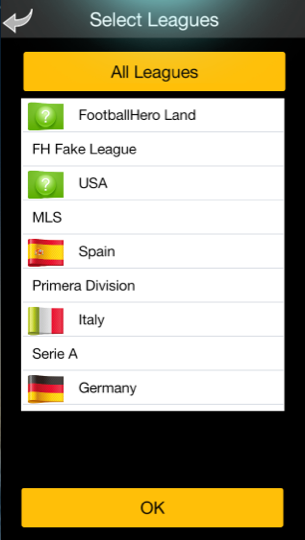 Select Leagues
All Leagues
? FootballHero Land
FH Fake League
? USA
MLS
Spain
Primera Division
Italy
Serie A
Germany
OK